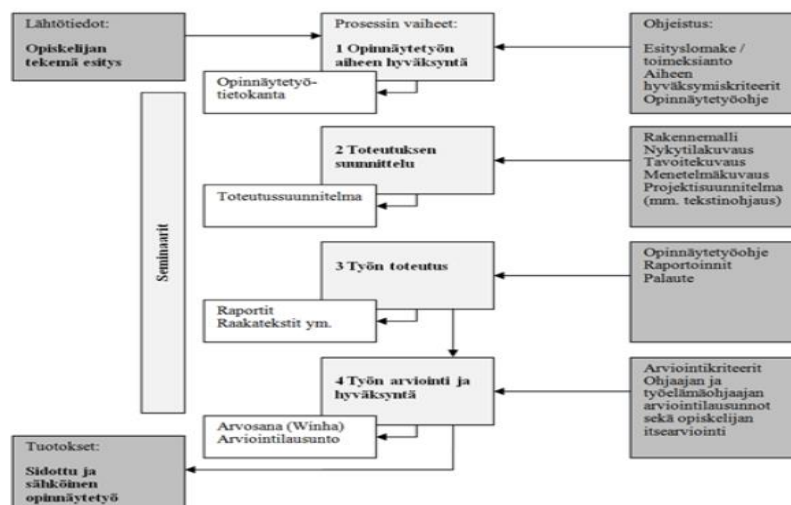 Lähtötiedot:
Opiskelijan
tekemä esitys
Prosessin vaiheet:
1 Opinnäytetyön
aiheen hyväksyntä
Ohjeistus:
Esityslomake /
toimeksianto
Aiheen
hyväksymiskriteerit
Opinnäytetyöohje
Opinnäytetyö-
tietokanta
Seminaarit
2 Toteutuksen
suunnittelu
Rakennemalli
Nykytilakuvaus
Tavoitekuvaus
Menetelmäkuvaus
Projektisuunnitelma
(mm. tekstinohjaus)
Toteutussuunnitelma
3 Työn toteutus
Opinnäytetyöohje
Raportoinnit
Palaute
Raportit
Raakatekstit ym.
4 Työn arviointi ja
hyväksyntä
Arviointikriteerit
Ohjaajan ja
työelämäohjaajan
arviointilausunnot
sekä opiskelijan
itsearviointi
Arvosana (Winha)
Arviointilausunto
Tuotokset:
Sidottu ja
sähköinen
opinnäytetyö